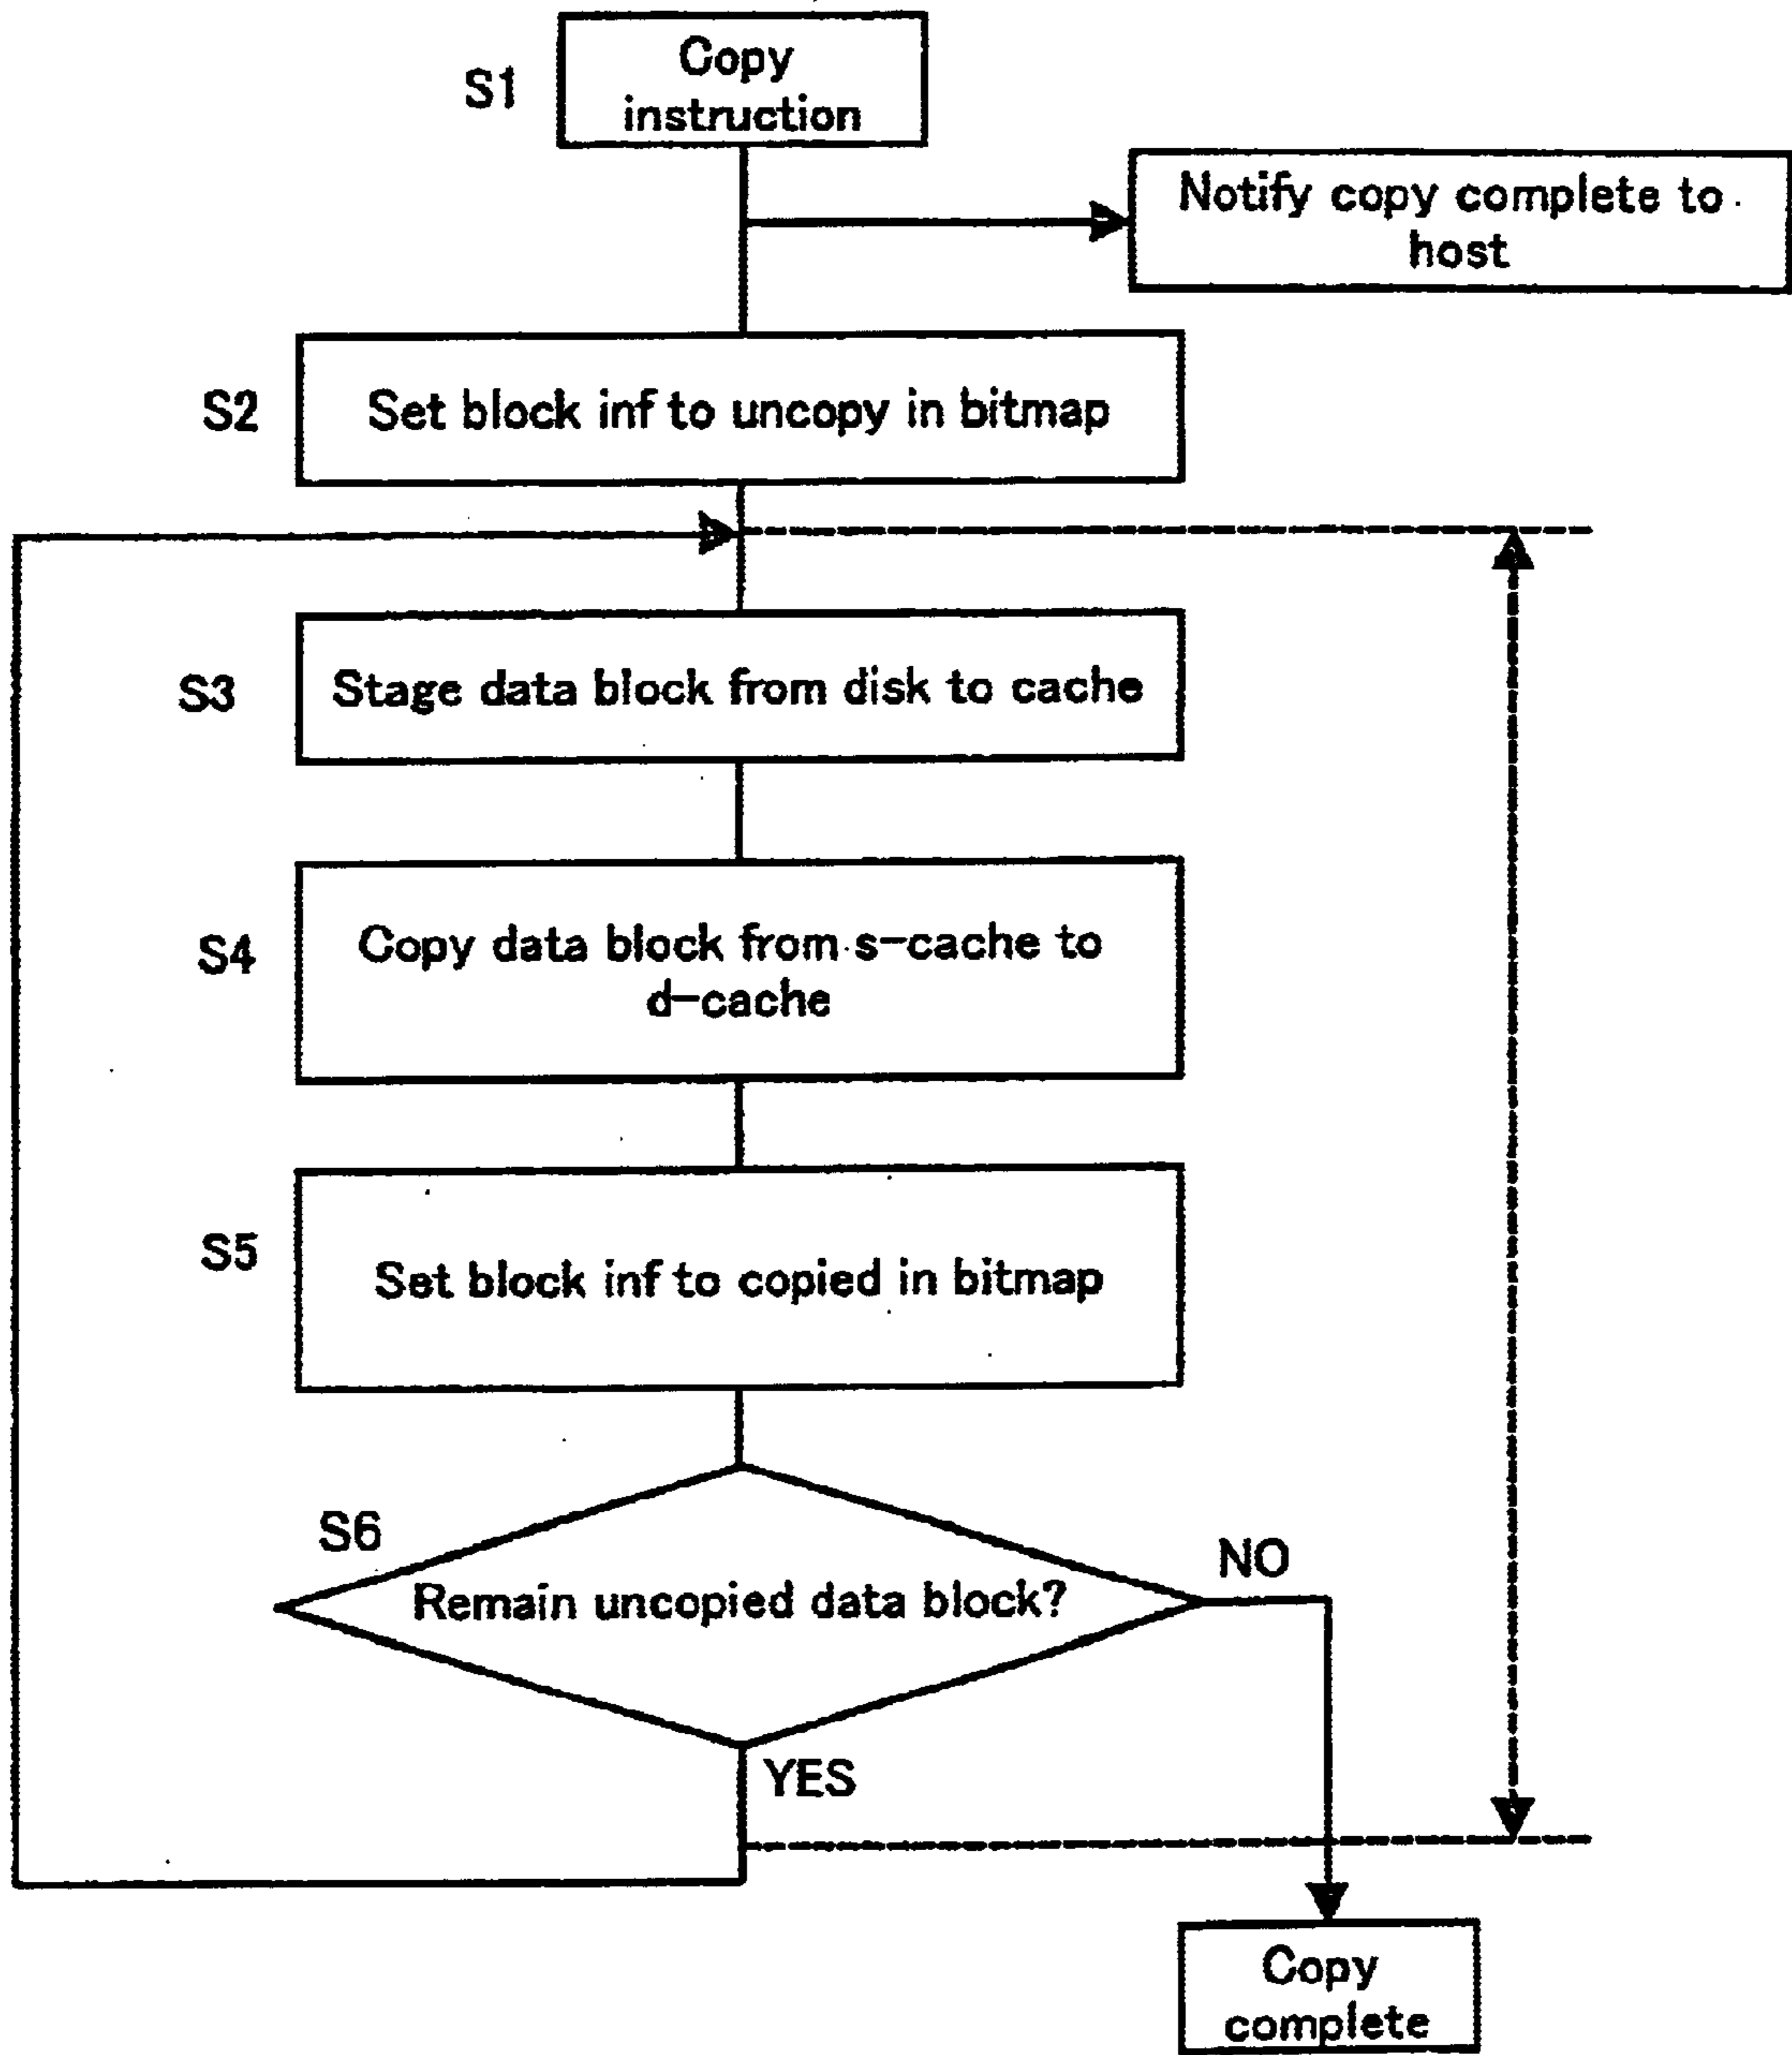 S1
Copy
instruction
Notify copy complete to
host
S2
Set block inf to uncopy in bitmap
S3
Stage data block from disk to cache
S4
Copy data block from s-cache to
d-cache
S5
Set block inf to copied in bitmap
S6
Remain uncopied data block?
NO
YES
Copy
complete